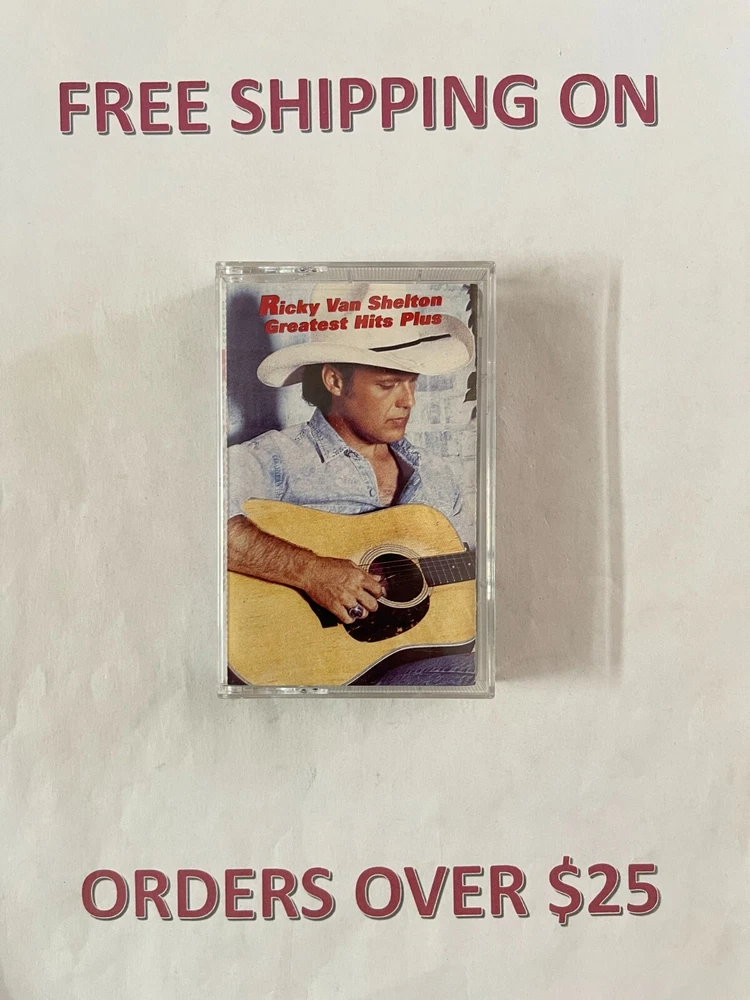 FREE SHIPPING ON
Ricky Van Shelton
Greatest Hits Plus
ORDERS OVER $25